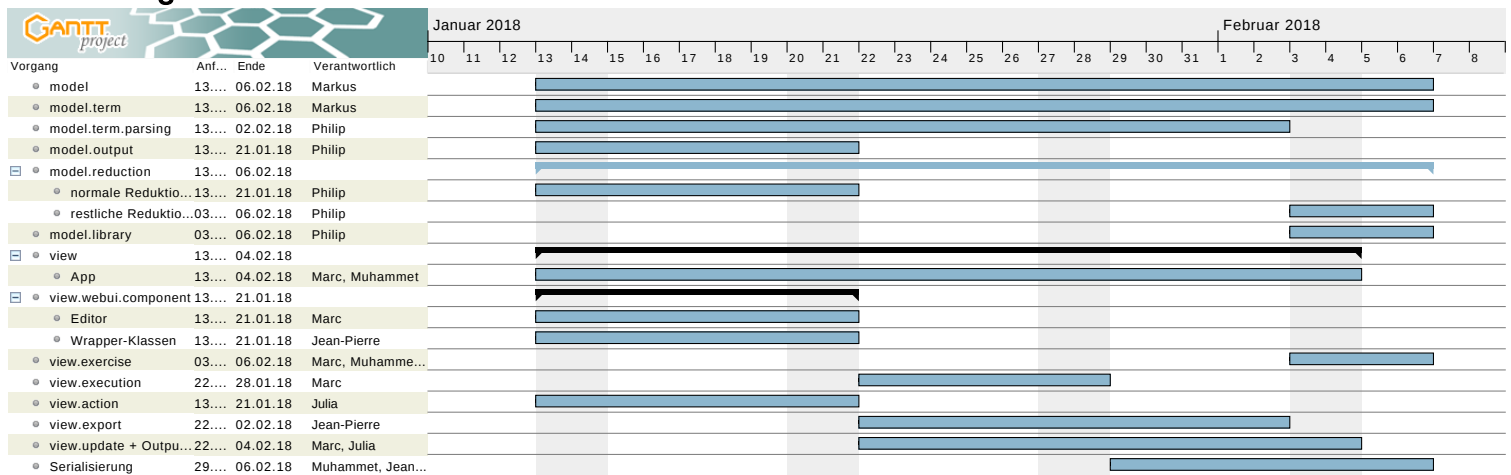 GANTT project
Januar 2018 Februar 2018
10 11 12 13 14 15 16 17 18 19 20 21 22 23 24 25 26 27 28 29 30 31 1 2 3 4 5 6 7 8
Vorgang Anf... Ende Verantwortlich
model 13.... 06.02.18 Markus
model.term 13.... 06.02.18 Markus
model.term.parsing 13.... 02.02.18 Philip
model.output 13.... 21.01.18 Philip
model.reduction 13.... 06.02.18
normale Reduktio... 13.... 21.01.18 Philip
restliche Reduktio... 03.... 06.02.18 Philip
model.library 03.... 06.02.18 Philip
view 13.... 04.02.18
App 13.... 04.02.18 Marc, Muhammet
view.webui.component 13.... 21.01.18
Editor 13.... 21.01.18 Marc
Wrapper-Klassen 13.... 21.01.18 Jean-Pierre
view.exercise 03.... 06.02.18 Marc, Muhamme...
view.execution 22.... 28.01.18 Marc
view.action 13.... 21.01.18 Julia
view.export 22.... 02.02.18 Jean-Pierre
view.update + Outpu... 22.... 04.02.18 Marc, Julia
Serialisierung 29.... 06.02.18 Muhammet, Jean...